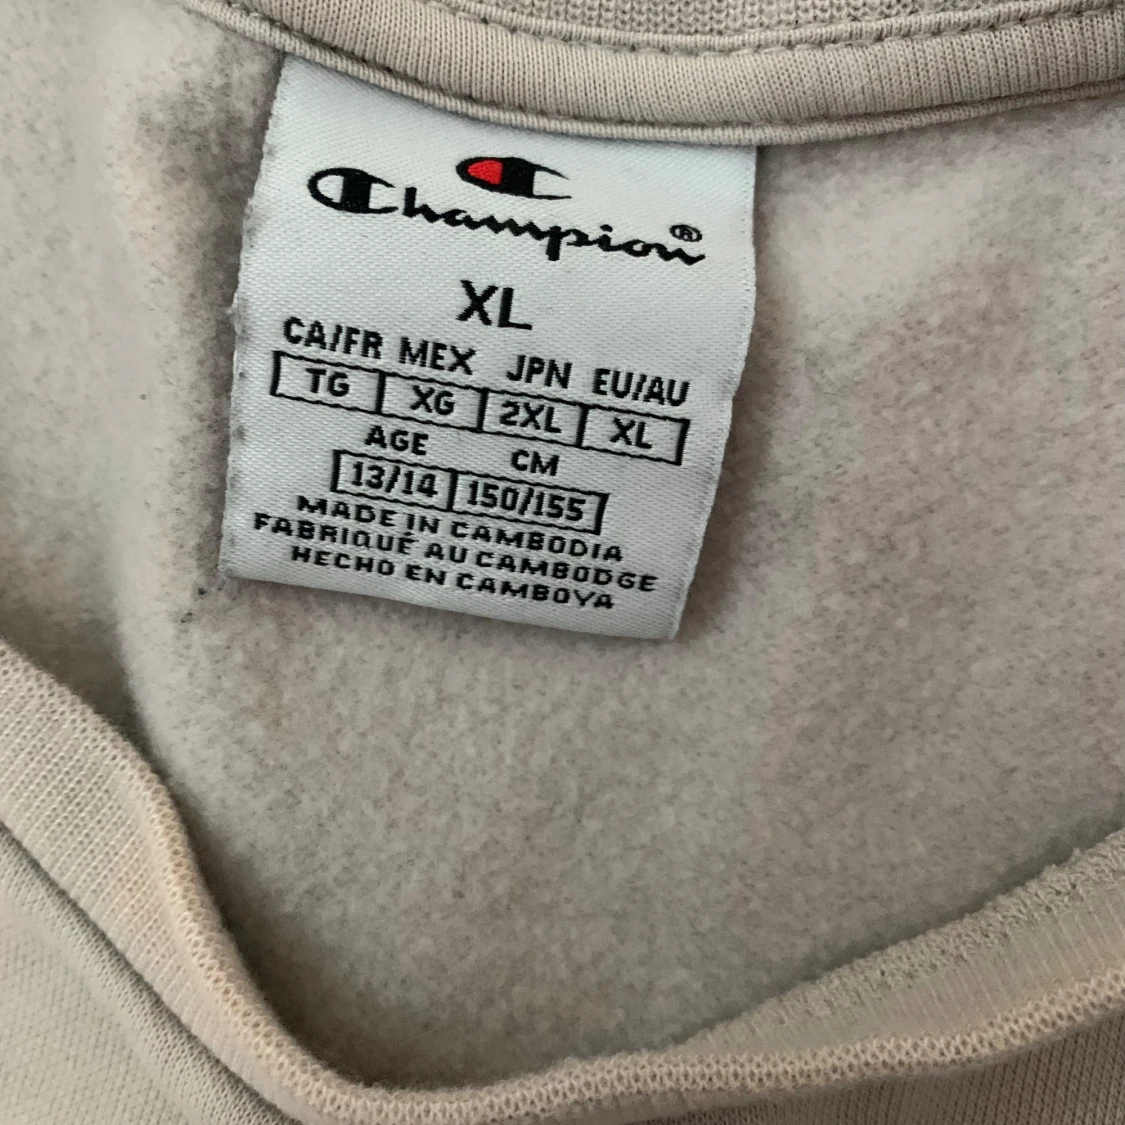 Champion®
XL
CA/FR MEX JPN EU/AU
TG XG 2XL XL
AGE CM
13/14 150/155
MADE IN CAMBODIA
FABRIQUÉ AU CAMBODGE
HECHO EN CAMBOYA